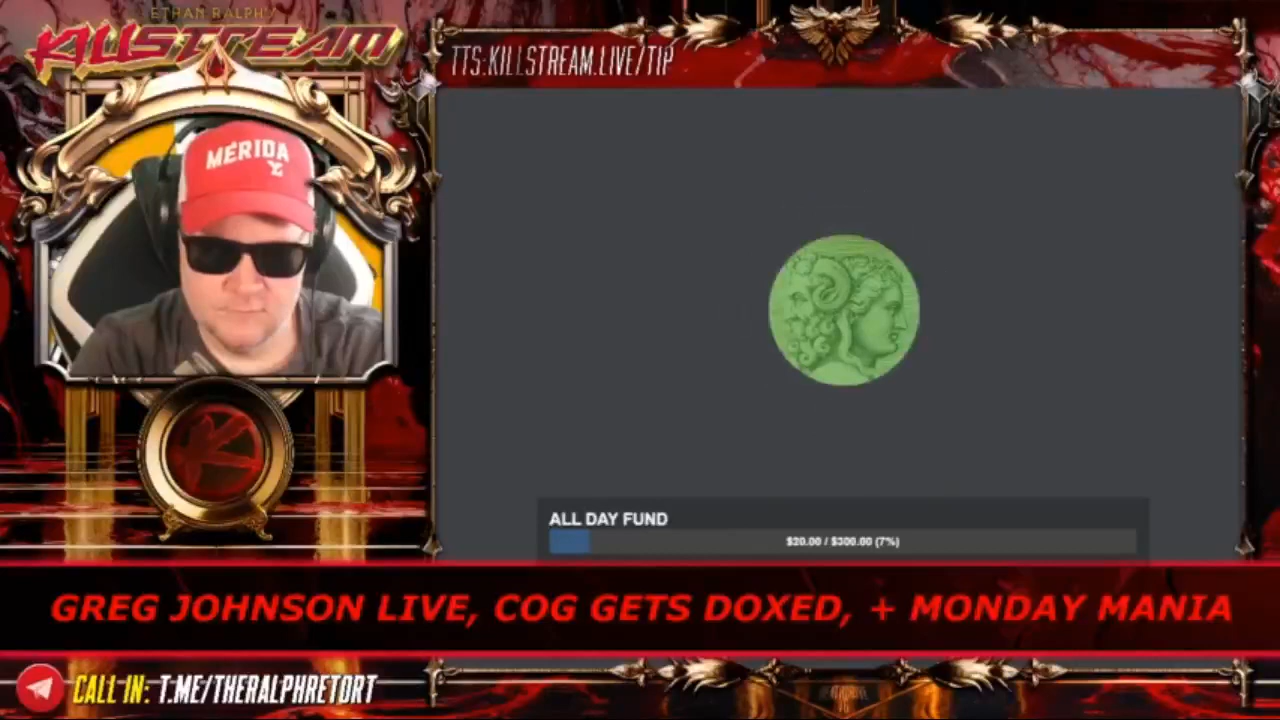 ETHAN RALPH'S
KILLSTREAM
TTS:KILLSTREAM.LIVE/TIP
MÉRIDA
ALL DAY FUND
$20.00 / $300.00 (7%)
GREG JOHNSON LIVE, COG GETS DOXED, + MONDAY MANIA
CALL IN: T.ME/THERALPHRETORT